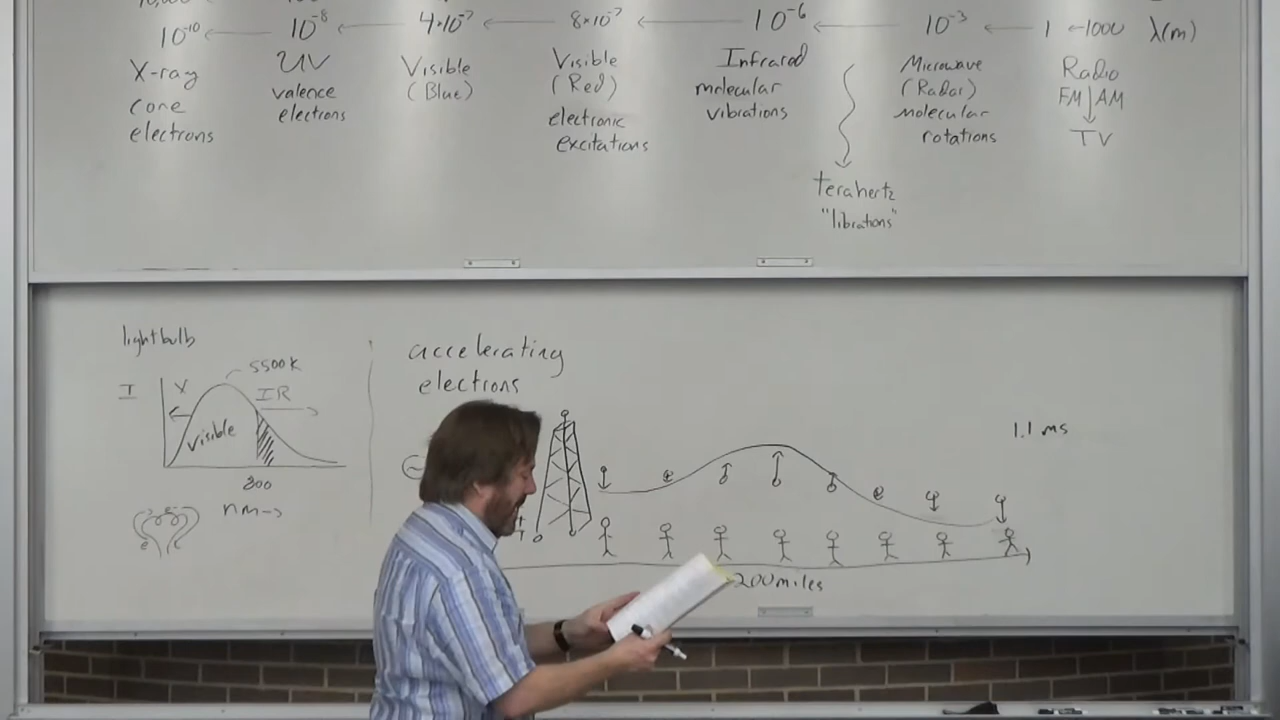 10⁻¹⁰ ← 10⁻⁸ ← 4×10⁻⁷ ← 8×10⁻⁷ ← 10⁻⁶ ← 10⁻³ ← 1 ←1000 λ(m)
X-ray
core
electrons
UV
valence
electrons
Visible
(Blue)
Visible
(Red)
electronic
excitations
Infrared
molecular
vibrations
terahertz
"librations"
Microwave
(Radar)
molecular
rotations
Radio
FM AM
TV
lightbulb
5500K
I
IR
visible
nm→
accelerating
electrons
1.1 ms
200 miles